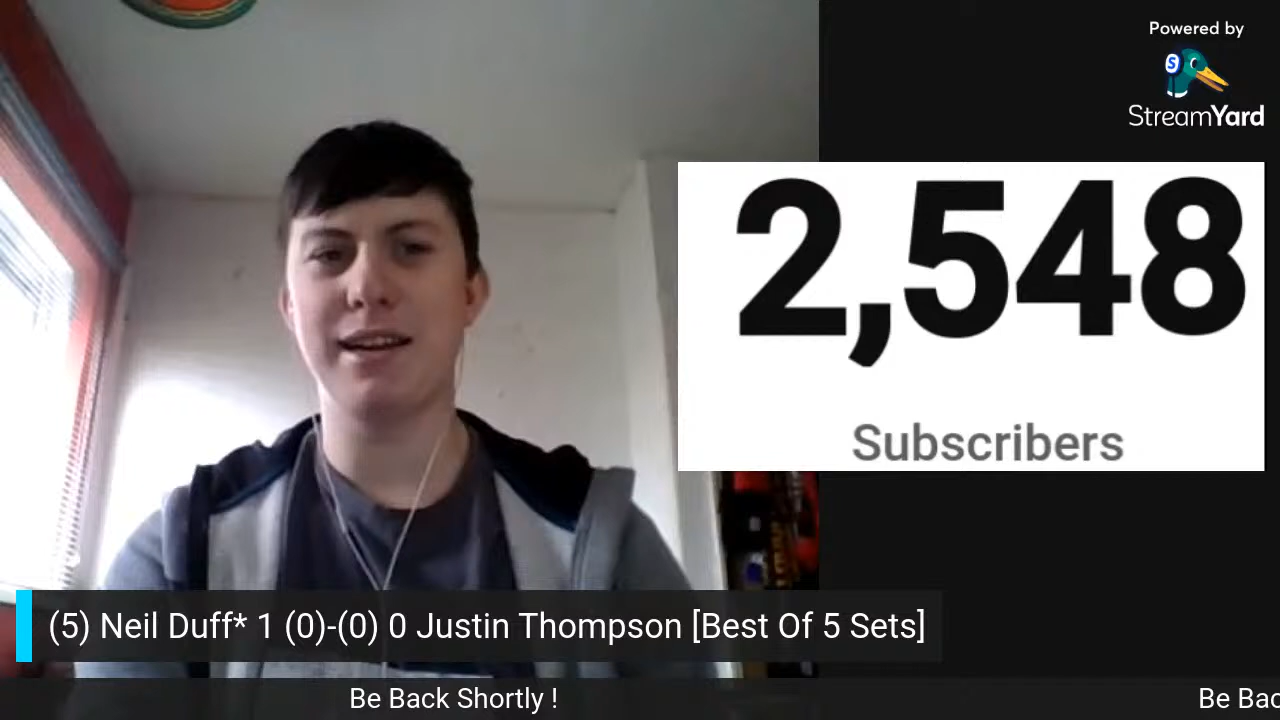 Powered by
S
StreamYard
2,548
Subscribers
(5) Neil Duff* 1 (0)-(0) 0 Justin Thompson [Best Of 5 Sets]
Be Back Shortly !
Be Bac